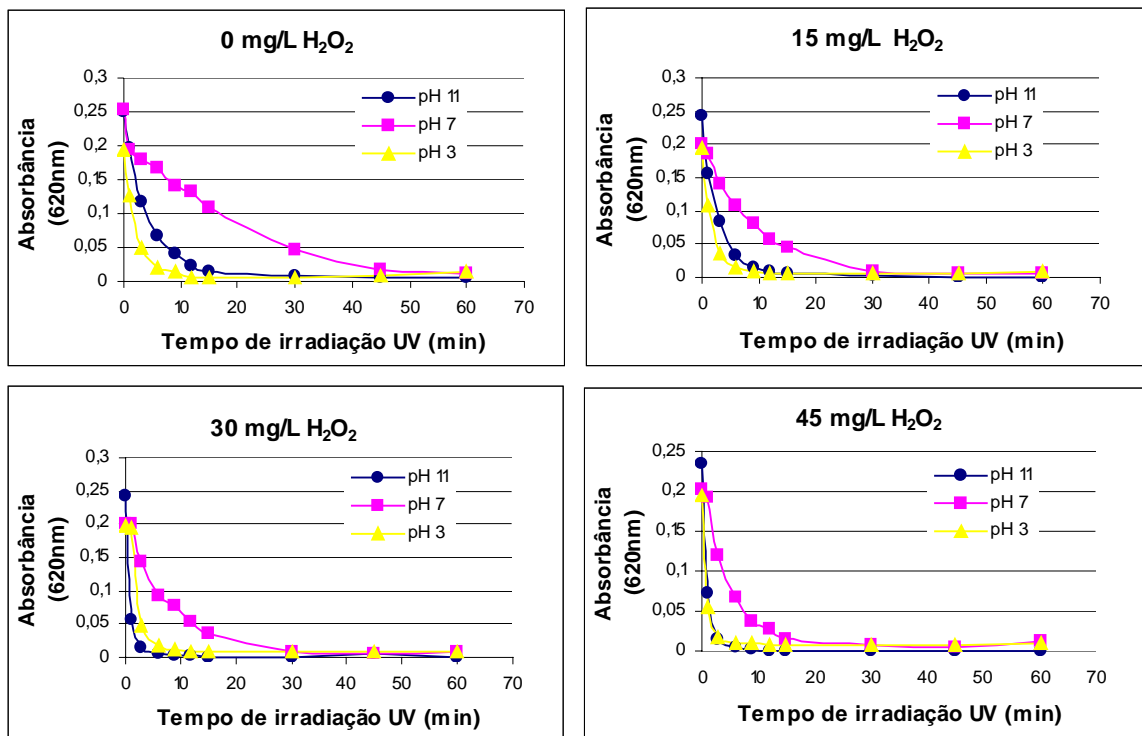 0 mg/L H₂O₂
0,3
0,25
0,2
0,15
0,1
0,05
0
Absorbância
(620nm)
pH 11
pH 7
pH 3
0 10 20 30 40 50 60 70
Tempo de irradiação UV (min)
15 mg/L H₂O₂
0,3
0,25
0,2
0,15
0,1
0,05
0
Absorbância
(620nm)
pH 11
pH 7
pH 3
0 10 20 30 40 50 60 70
Tempo de irradiação UV (min)
30 mg/L H₂O₂
0,3
0,25
0,2
0,15
0,1
0,05
0
Absorbância
(620nm)
pH 11
pH 7
pH 3
0 10 20 30 40 50 60 70
Tempo de irradiação UV (min)
45 mg/L H₂O₂
0,25
0,2
0,15
0,1
0,05
0
Absorbância
(620nm)
pH 11
pH 7
pH 3
0 10 20 30 40 50 60 70
Tempo de irradiação UV (min)